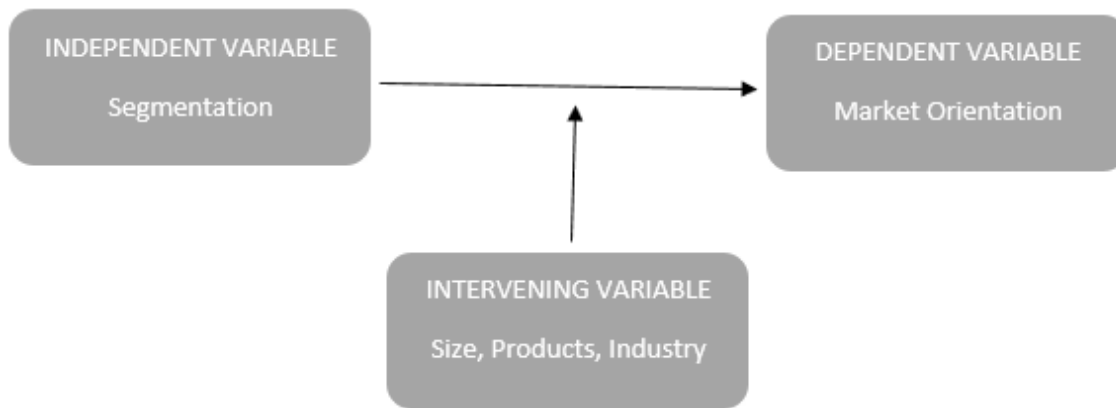 INDEPENDENT VARIABLE
Segmentation
DEPENDENT VARIABLE
Market Orientation
INTERVENING VARIABLE
Size, Products, Industry